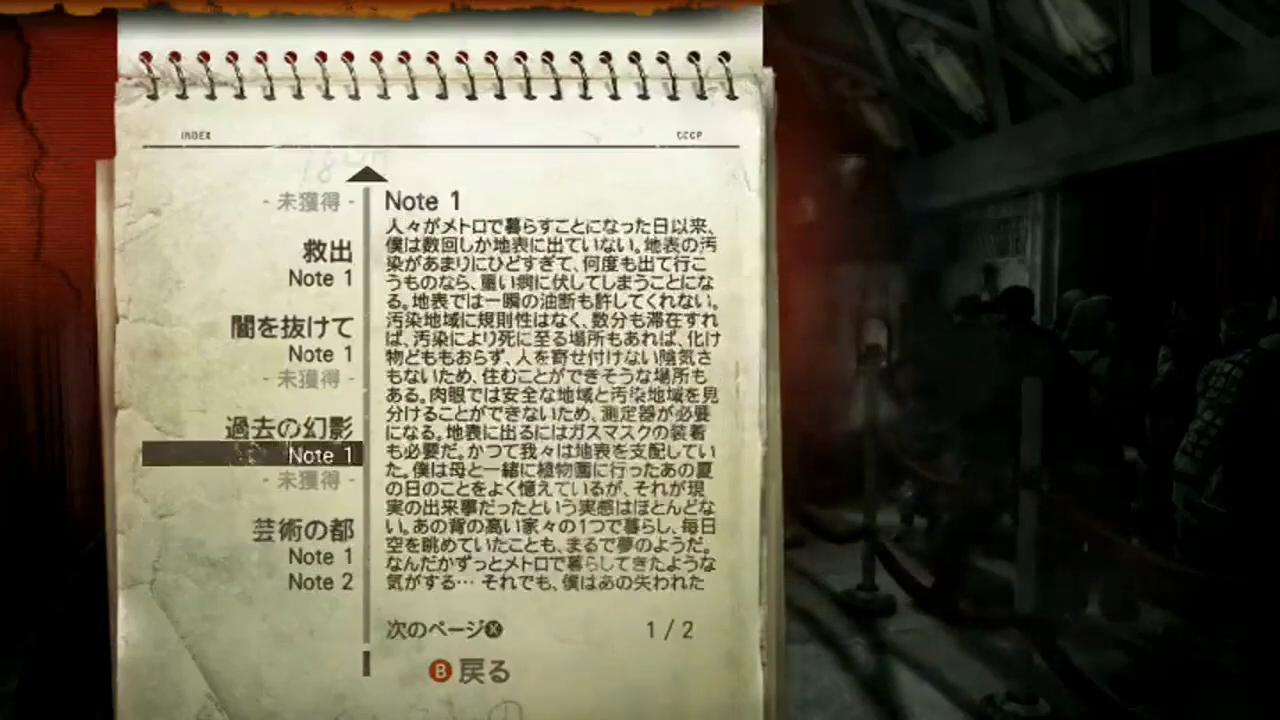 INDEX
CCCP
- 未獲得 -
救出
Note 1
闇を抜けて
Note 1
- 未獲得 -
過去の幻影
Note 1
- 未獲得 -
芸術の都
Note 1
Note 2
Note 1
人々がメトロで暮らすことになった日以来、
僕は数回しか地表に出ていない。地表の汚
染があまりにひどすぎて、何度も出て行こ
うものなら、重い病に伏してしまうことにな
る。地表では一瞬の油断も許してくれない。
汚染地域に規則性はなく、数分も滞在すれ
ば、汚染により死に至る場所もあれば、化け
物どももおらず、人を寄せ付けない陰気さ
もないため、住むことができそうな場所も
ある。肉眼では安全な地域と汚染地域を見
分けることができないため、測定器が必要
になる。地表に出るにはガスマスクの装着
も必要だ。かつて我々は地表を支配してい
た。僕は母と一緒に植物園に行ったあの夏
の日のことをよく憶えているが、それが現
実の出来事だったという実感はほとんどな
い。あの背の高い家々の1つで暮らし、毎日
空を眺めていたことも、まるで夢のようだ。
なんだかずっとメトロで暮らしてきたような
気がする… それでも、僕はあの失われた
次のページX
1 / 2
B 戻る